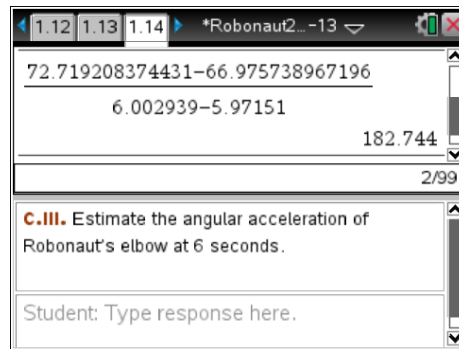 1.12 1.13 1.14 *Robonaut2...-13
72.719208374431−66.975738967196
6.002939−5.97151
182.744
2/99
C.III. Estimate the angular acceleration of
Robonaut's elbow at 6 seconds.
Student: Type response here.